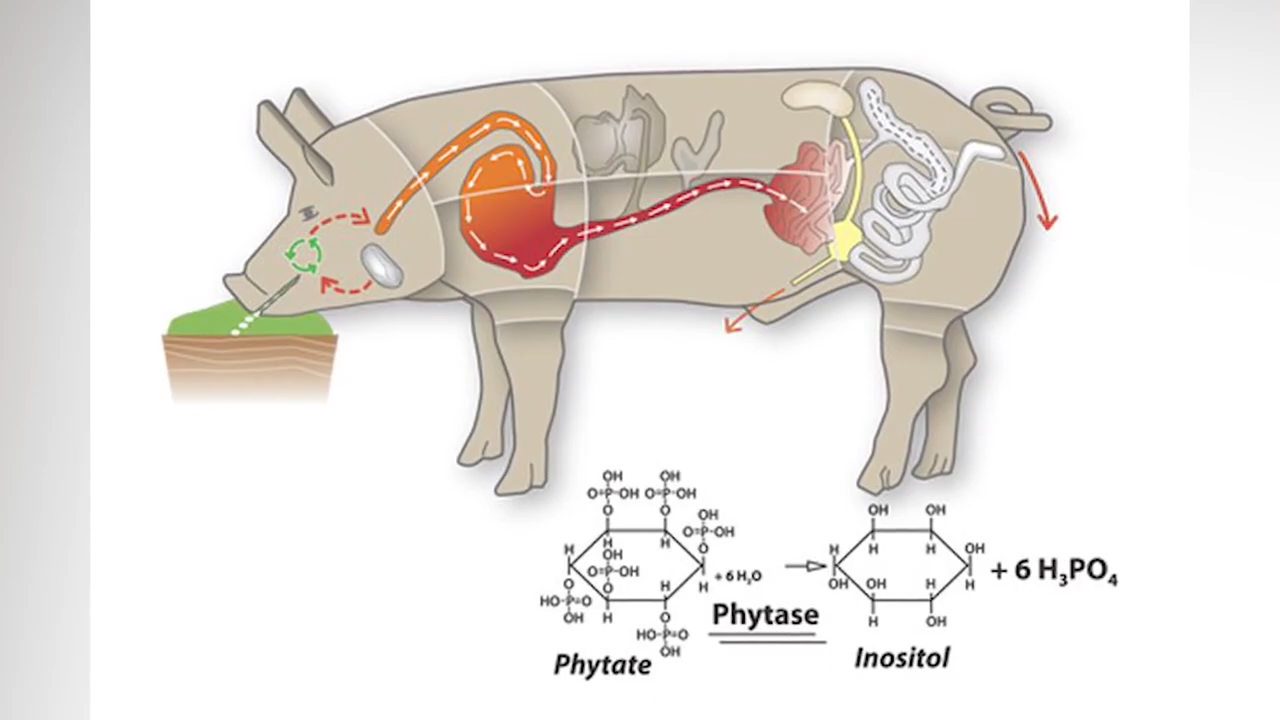 OH OH
O=P-OH O=P-OH
O O OH
O=P-OH
O
H H H
OH
O=P-OH
O
H H
+ 6 H₂O
O
HO-P=O
OH
H
O
HO-P=O
OH
Phytate
Phytase
OH OH
H H H OH
OH OH H H
H OH
Inositol
+ 6 H₃PO₄